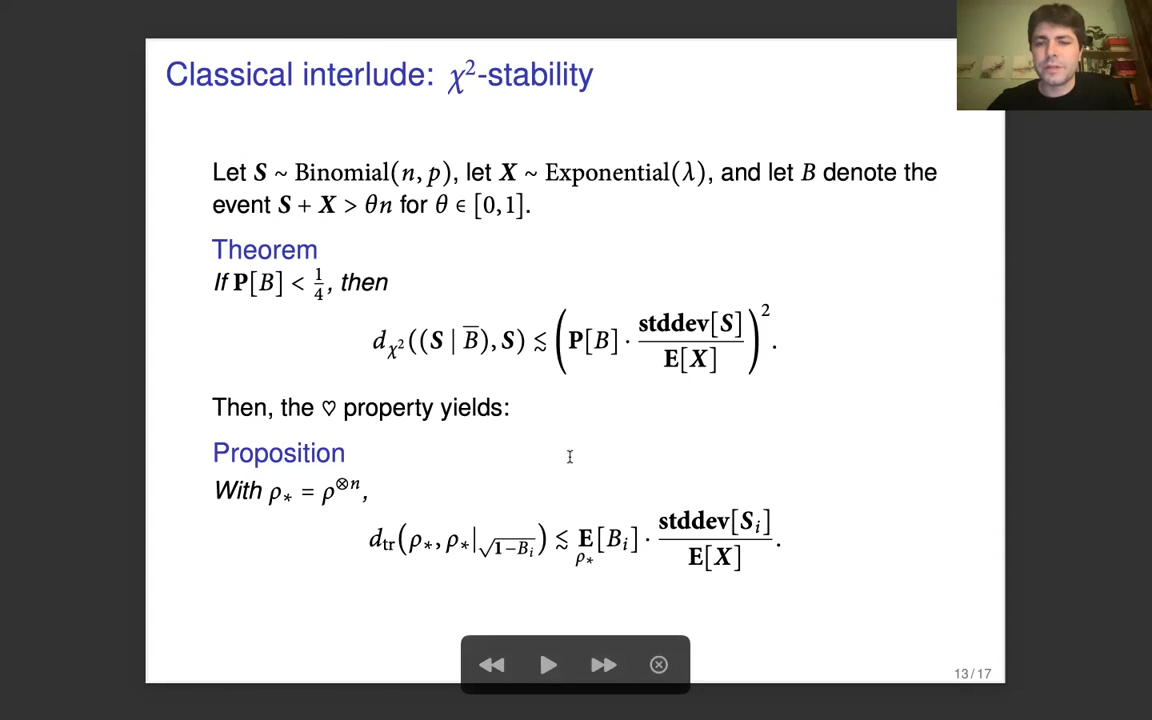 Classical interlude: χ²-stability
Let S ~ Binomial(n, p), let X ~ Exponential(λ), and let B denote the
event S + X > θn for θ ∈ [0, 1].
Theorem
If P[B] < 1/4, then
d_{χ²}((S | B̅), S) ≲ (P[B] · stddev[S] / E[X])².
Then, the ♡ property yields:
Proposition
With ρ_* = ρ^{⊗n},
d_{tr}(ρ_*, ρ_*|_{√(1−B_i)}) ≲ E_{ρ_*}[B_i] · stddev[S_i] / E[X].
13/17